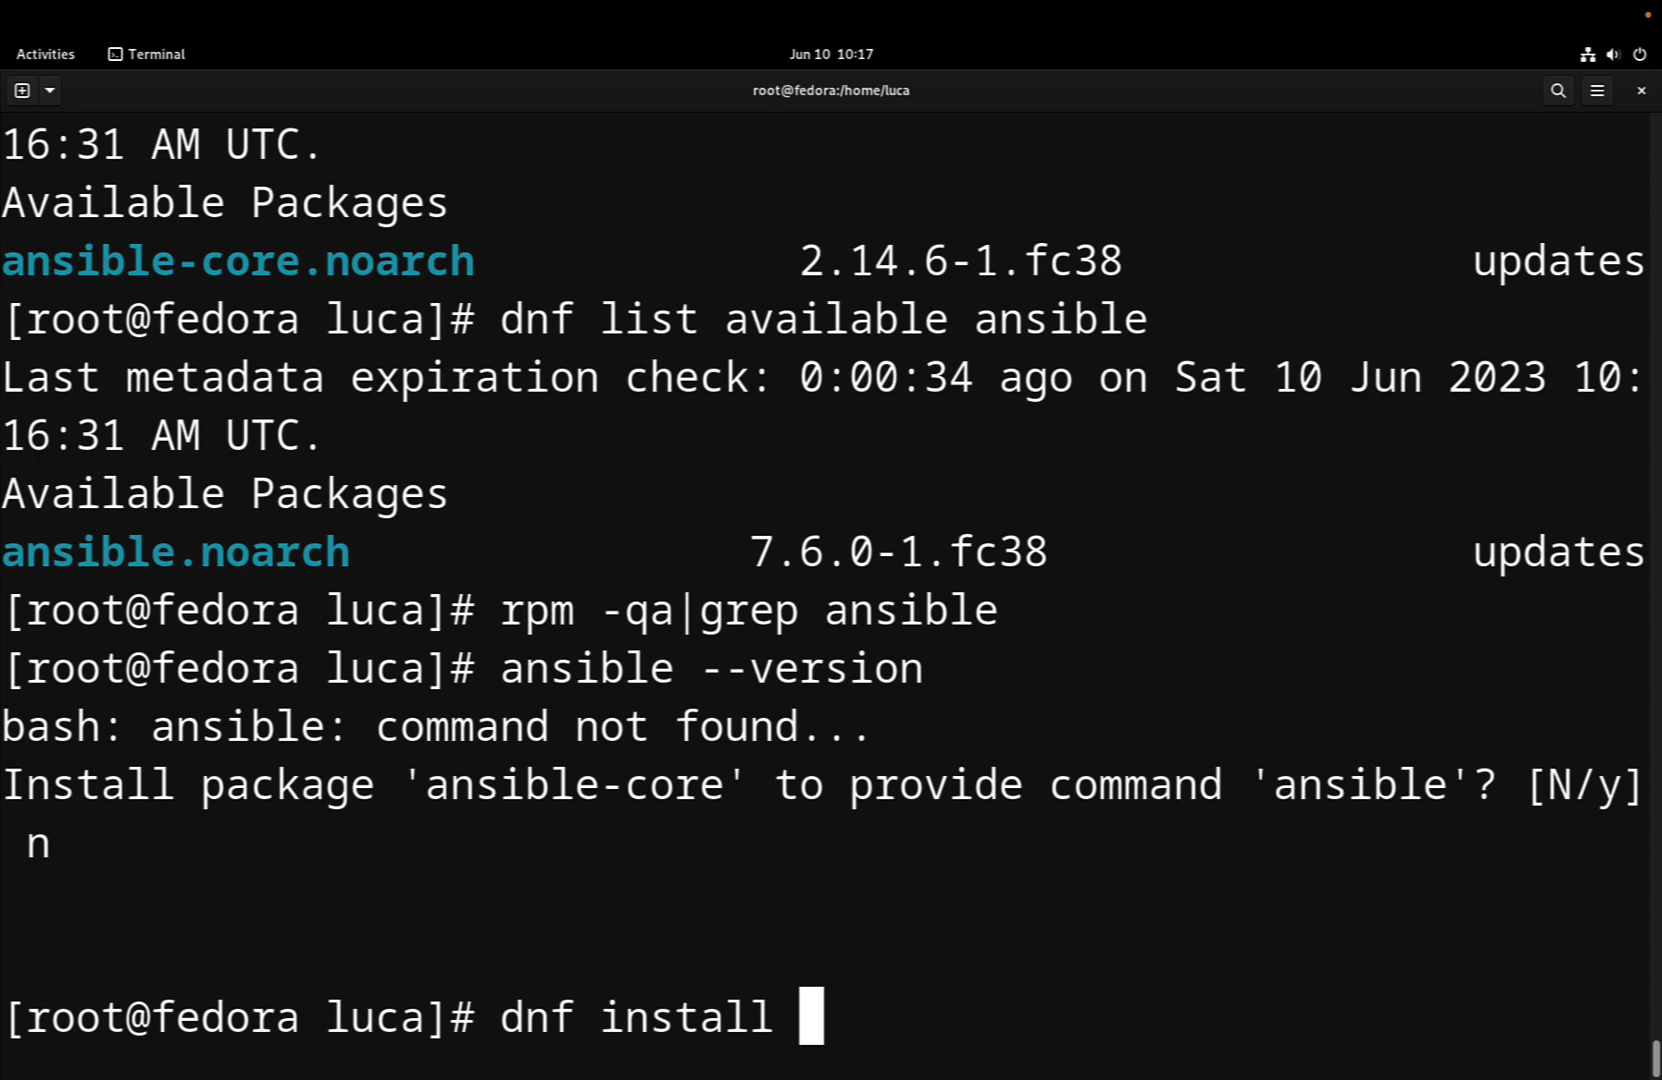 Activities Terminal Jun 10 10:17
root@fedora:/home/luca
16:31 AM UTC.
Available Packages
ansible-core.noarch 2.14.6-1.fc38 updates
[root@fedora luca]# dnf list available ansible
Last metadata expiration check: 0:00:34 ago on Sat 10 Jun 2023 10:
16:31 AM UTC.
Available Packages
ansible.noarch 7.6.0-1.fc38 updates
[root@fedora luca]# rpm -qa|grep ansible
[root@fedora luca]# ansible --version
bash: ansible: command not found...
Install package 'ansible-core' to provide command 'ansible'? [N/y]
n
[root@fedora luca]# dnf install